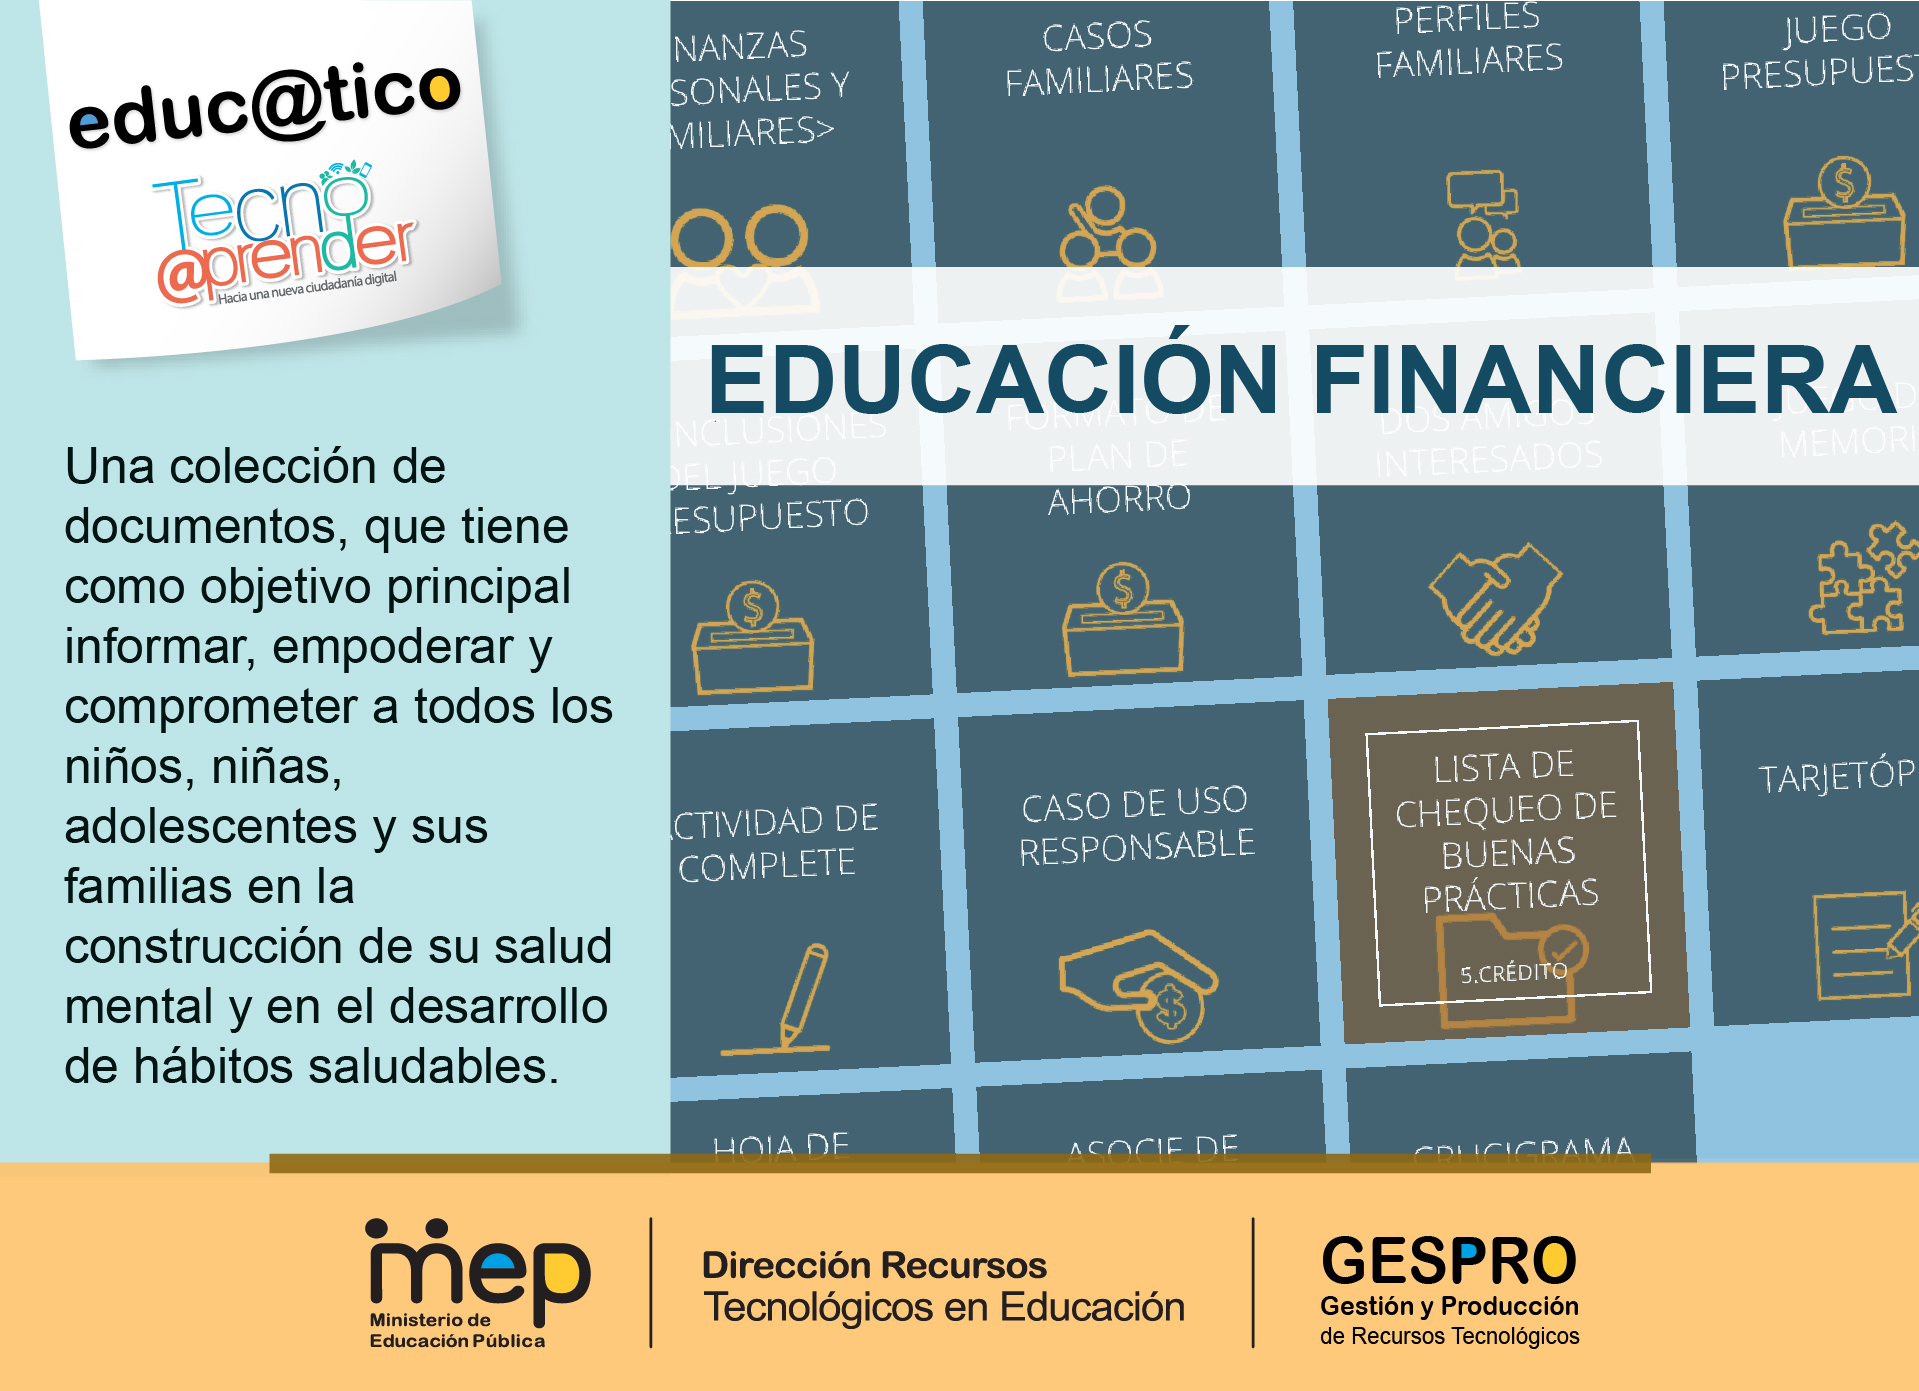 educ@tico
Tecno
@prender
Hacia una nueva ciudadanía digital
Una colección de
documentos, que tiene
como objetivo principal
informar, empoderar y
comprometer a todos los
niños, niñas,
adolescentes y sus
familias en la
construcción de su salud
mental y en el desarrollo
de hábitos saludables.
NANZAS
SONALES Y
MILIARES>
CASOS
FAMILIARES
PERFILES
FAMILIARES
JUEGO
PRESUPUEST
EDUCACIÓN FINANCIERA
NCLUSIONES
DEL JUEGO
ESUPUESTO
FORMATO DE
PLAN DE
AHORRO
DOS AMIGOS
INTERESADOS
JUEGO D
MEMORI
CTIVIDAD DE
COMPLETE
CASO DE USO
RESPONSABLE
LISTA DE
CHEQUEO DE
BUENAS
PRÁCTICAS
5.CRÉDITO
TARJETÓP
HOJA DE
ASOCIE DE
CRUCIGRAMA
mep
Ministerio de
Educación Pública
Dirección Recursos
Tecnológicos en Educación
GESPRO
Gestión y Producción
de Recursos Tecnológicos